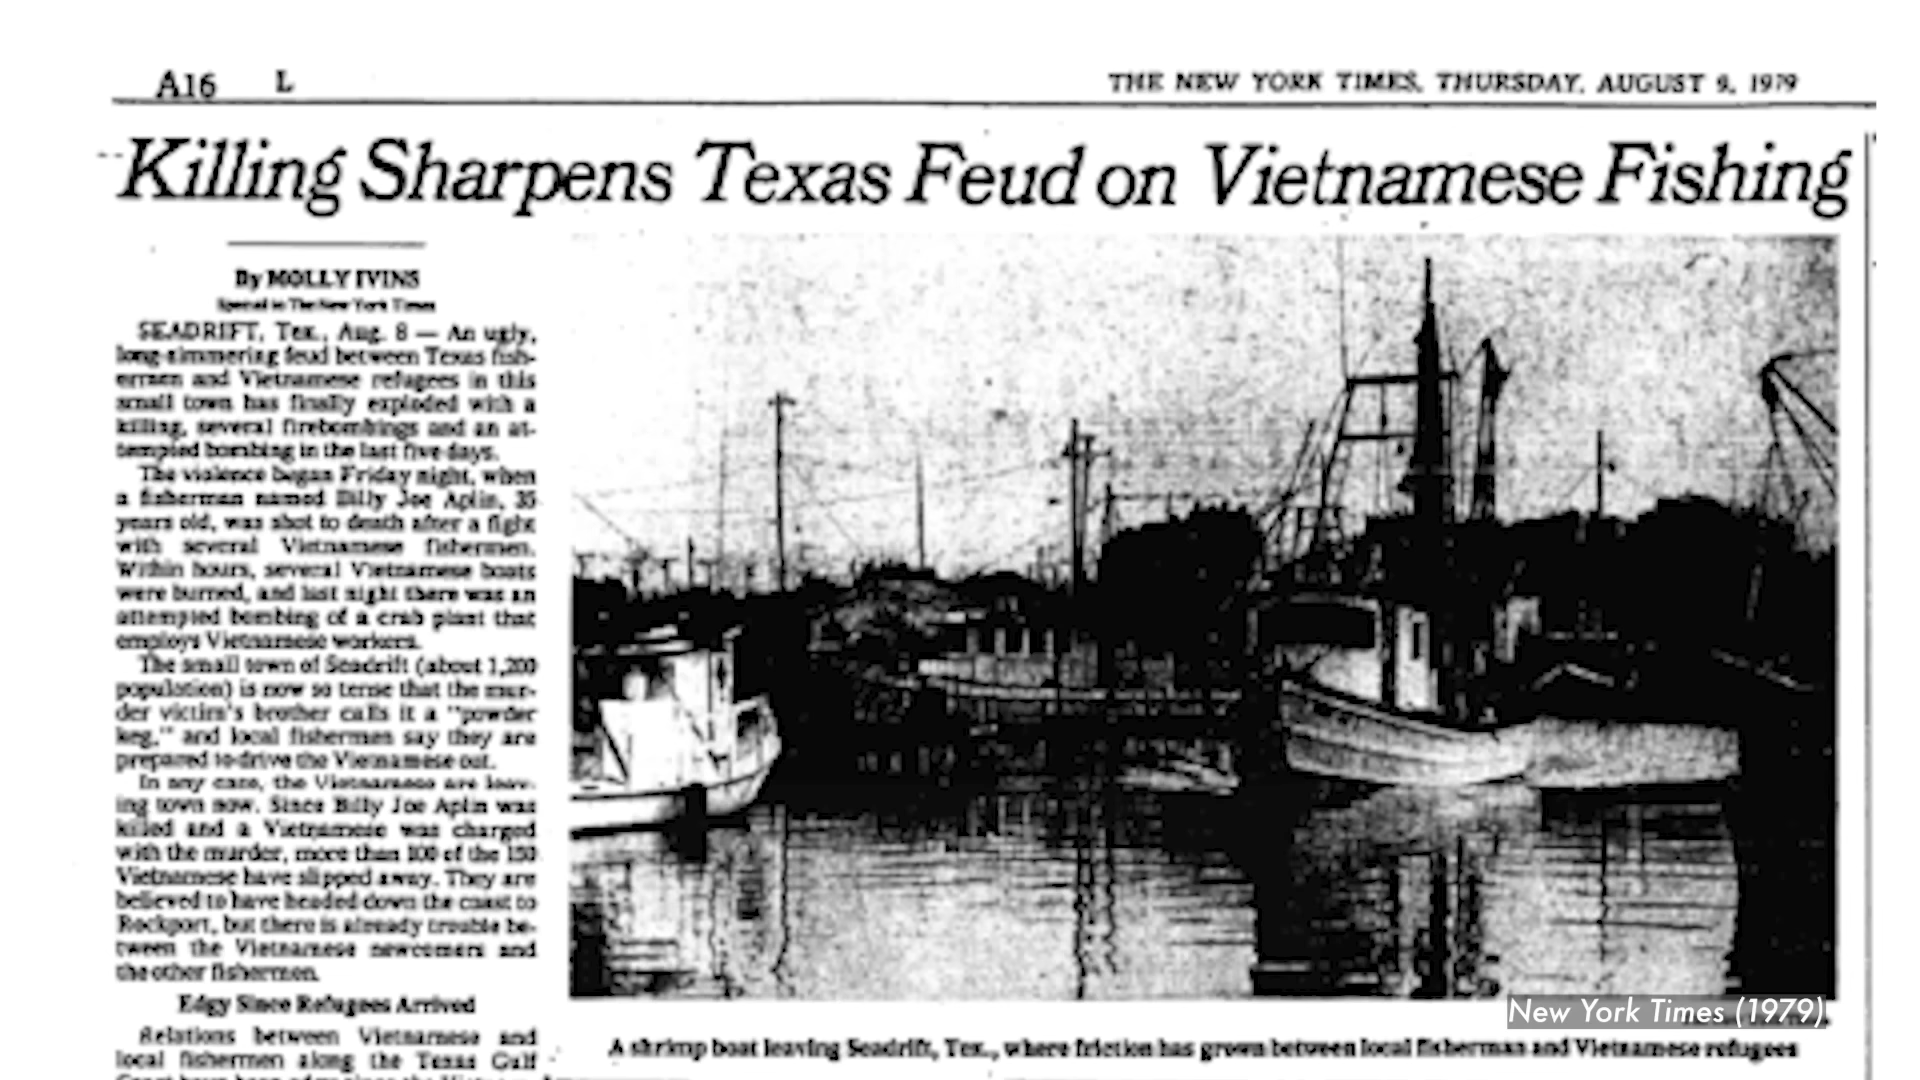 A16 L
THE NEW YORK TIMES, THURSDAY, AUGUST 9, 1979
Killing Sharpens Texas Feud on Vietnamese Fishing
By MOLLY IVINS
Special to The New York Times
SEADRIFT, Tex., Aug. 8 — An ugly,
long-simmering feud between Texas fish-
ermen and Vietnamese refugees in this
small town has finally exploded with a
killing, several firebombings and an at-
tempted bombing in the last five days.
The violence began Friday night, when
a fisherman named Billy Joe Aplin, 35
years old, was shot to death after a fight
with several Vietnamese fishermen.
Within hours, several Vietnamese boats
were burned, and last night there was an
attempted bombing of a crab plant that
employs Vietnamese workers.
The small town of Seadrift (about 1,200
population) is now so tense that the mur-
der victim's brother calls it a "powder
keg," and local fishermen say they are
prepared to drive the Vietnamese out.
In any case, the Vietnamese are leav-
ing town now. Since Billy Joe Aplin was
killed and a Vietnamese was charged
with the murder, more than 100 of the 150
Vietnamese have slipped away. They are
believed to have headed down the coast to
Rockport, but there is already trouble be-
tween the Vietnamese newcomers and
the other fishermen.
Edgy Since Refugees Arrived
Relations between Vietnamese and
local fishermen along the Texas Gulf
New York Times (1979)
A shrimp boat leaving Seadrift, Tex., where friction has grown between local fisherman and Vietnamese refugees